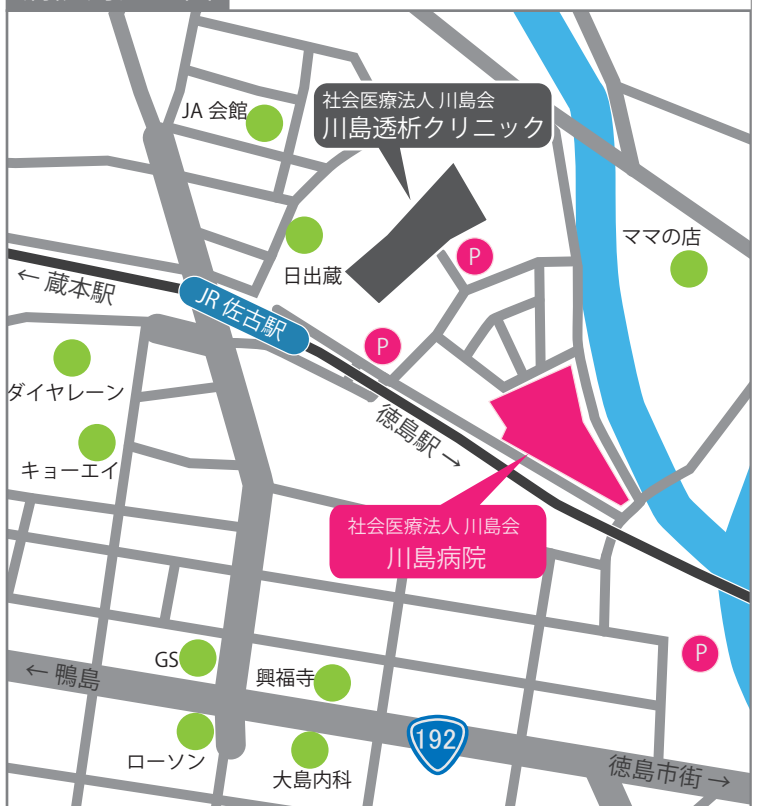 JA 会館
社会医療法人 川島会
川島透析クリニック
ママの店
P
日出蔵
← 蔵本駅
JR 佐古駅
P
ダイヤレーン
徳島駅 →
キョーエイ
社会医療法人 川島会
川島病院
P
GS
← 鴨島
興福寺
192
ローソン
大島内科
徳島市街 →